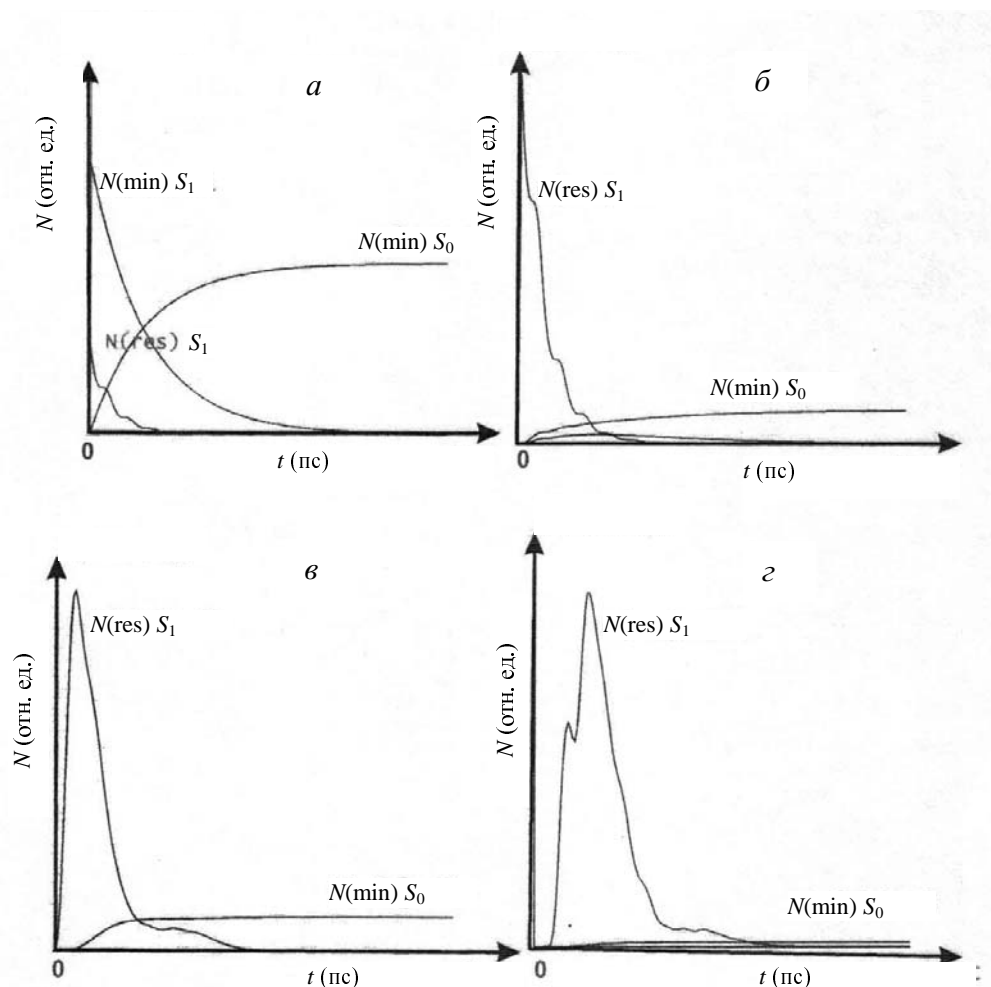 а
N (отн. ед.)
N(min) S1
N(min) S0
N(res) S1
0
t (пс)
б
N (отн. ед.)
N(res) S1
N(min) S0
0
t (пс)
в
N (отн. ед.)
N(res) S1
N(min) S0
0
t (пс)
г
N (отн. ед.)
N(res) S1
N(min) S0
0
t (пс)